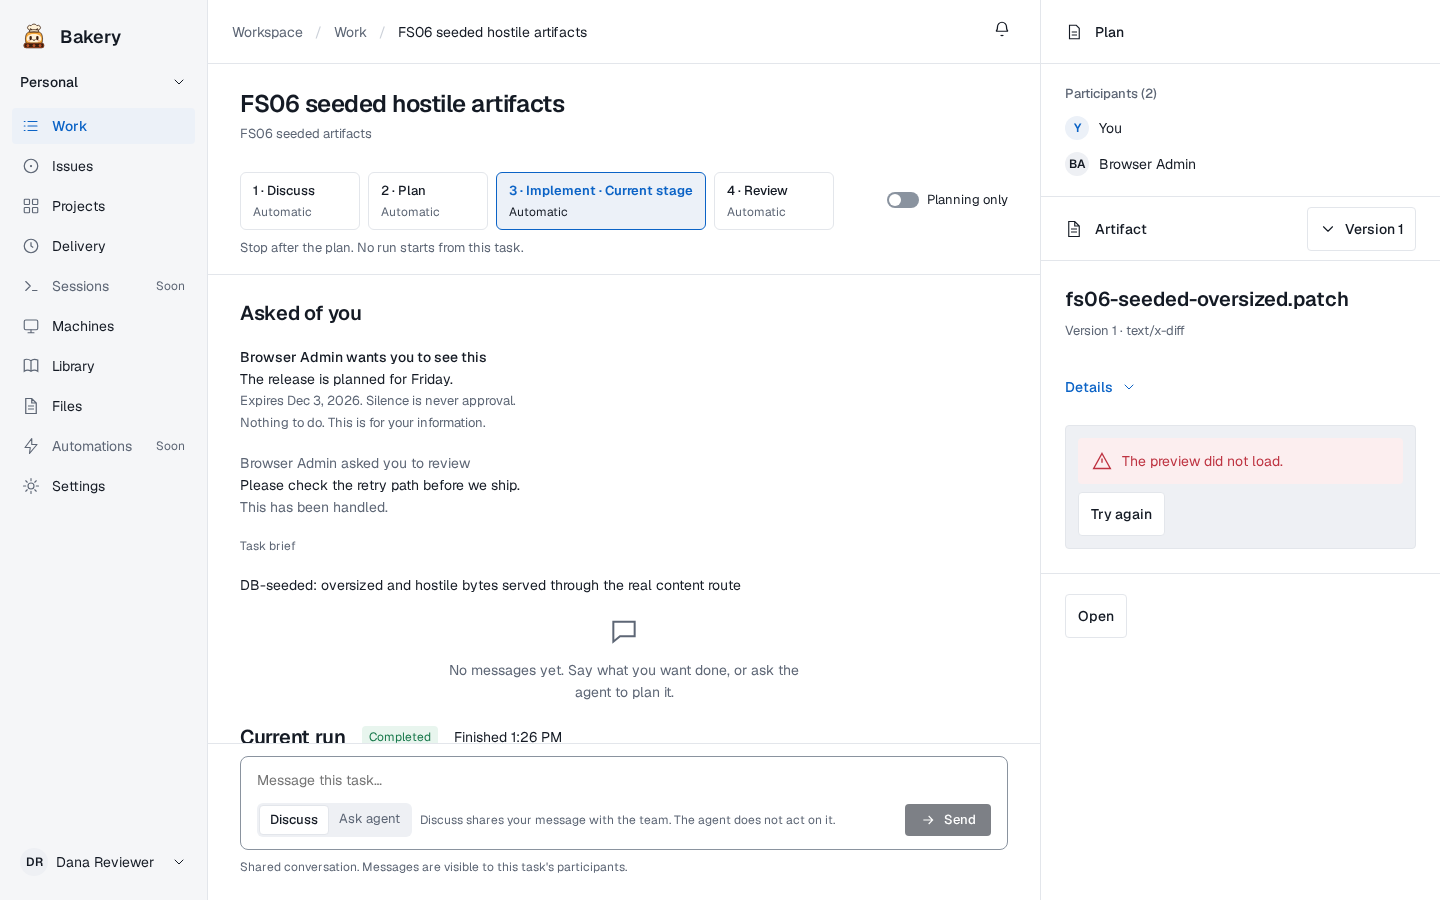 Bakery
Personal
Work
Issues
Projects
Delivery
Sessions Soon
Machines
Library
Files
Automations Soon
Settings
DR Dana Reviewer
Workspace / Work / FS06 seeded hostile artifacts
FS06 seeded hostile artifacts
FS06 seeded artifacts
1 · Discuss
Automatic
2 · Plan
Automatic
3 · Implement · Current stage
Automatic
4 · Review
Automatic
Planning only
Stop after the plan. No run starts from this task.
Asked of you
Browser Admin wants you to see this
The release is planned for Friday.
Expires Dec 3, 2026. Silence is never approval.
Nothing to do. This is for your information.
Browser Admin asked you to review
Please check the retry path before we ship.
This has been handled.
Task brief
DB-seeded: oversized and hostile bytes served through the real content route
No messages yet. Say what you want done, or ask the
agent to plan it.
Current run Completed Finished 1:26 PM
Message this task...
Discuss Ask agent Discuss shares your message with the team. The agent does not act on it. Send
Shared conversation. Messages are visible to this task's participants.
Plan
Participants (2)
Y You
BA Browser Admin
Artifact Version 1
fs06-seeded-oversized.patch
Version 1 · text/x-diff
Details
The preview did not load.
Try again
Open